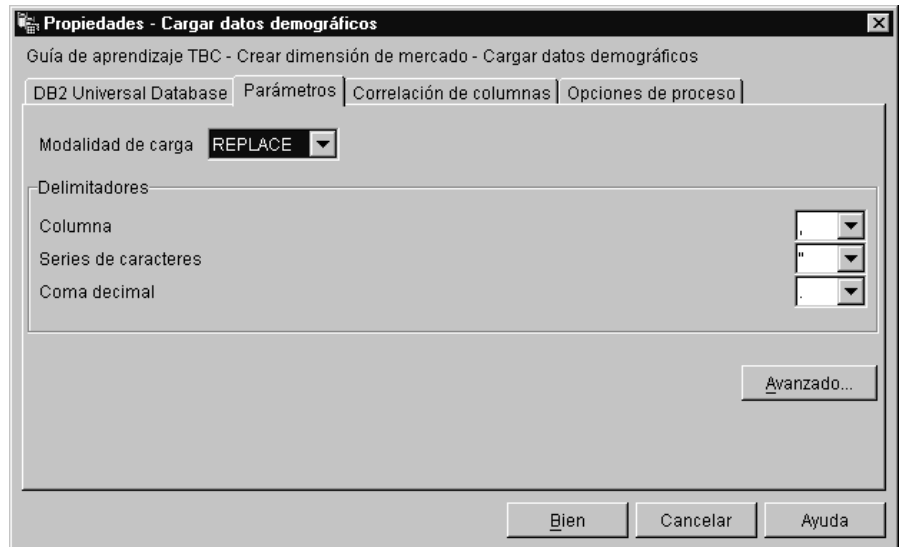 Propiedades - Cargar datos demográficos
Guía de aprendizaje TBC - Crear dimensión de mercado - Cargar datos demográficos
DB2 Universal Database Parámetros Correlación de columnas Opciones de proceso
Modalidad de carga REPLACE
Delimitadores
Columna ,
Series de caracteres "
Coma decimal .
Avanzado...
Bien Cancelar Ayuda